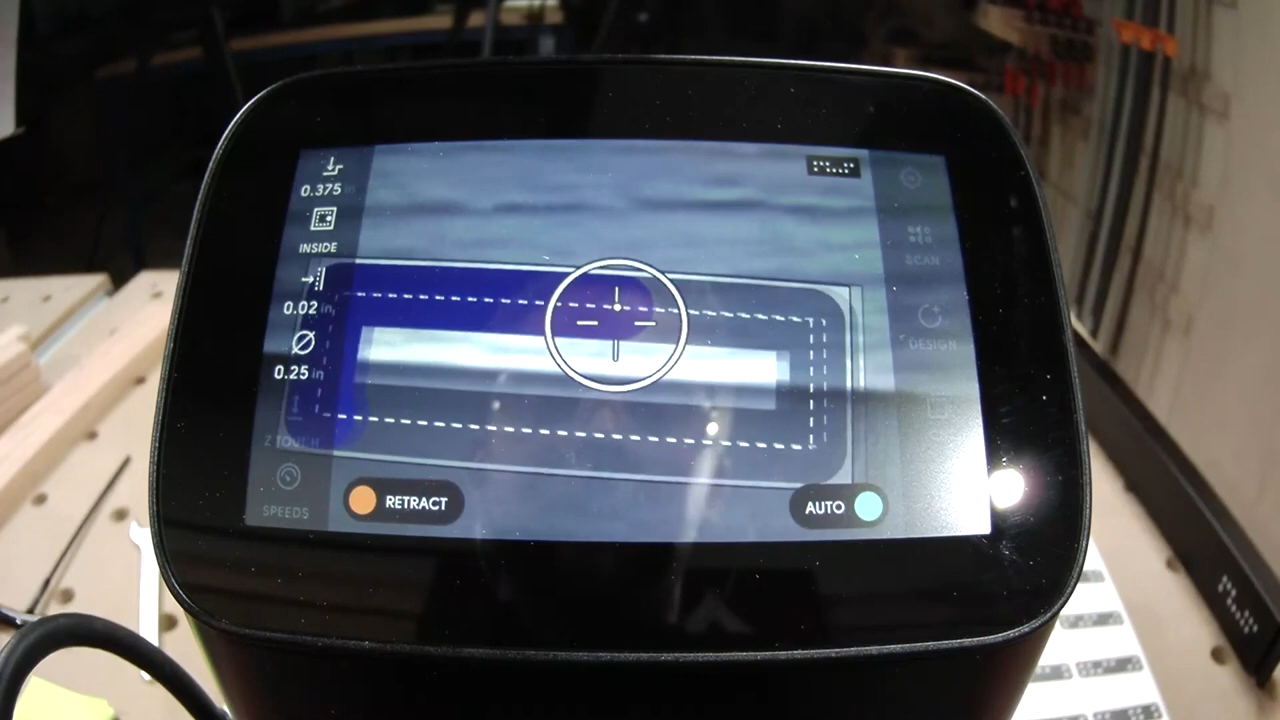 0.375 in
INSIDE
0.02 in
0.25 in
Z TOUCH
SPEEDS
RETRACT
AUTO
SCAN
DESIGN